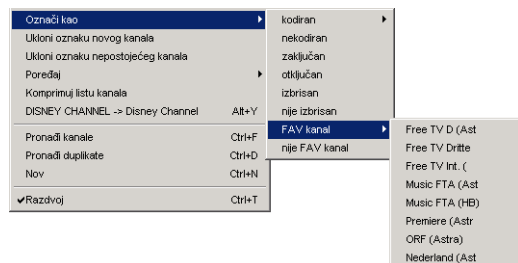 Označi kao
Ukloni oznaku novog kanala
Ukloni oznaku nepostojećeg kanala
Poređaj
Komprimuj listu kanala
DISNEY CHANNEL -> Disney Channel Alt+Y
Pronađi kanale Ctrl+F
Pronađi duplikate Ctrl+D
Nov Ctrl+N
Razdvoj Ctrl+T
kodiran
nekodiran
zaključan
otključan
izbrisan
nije izbrisan
FAV kanal
nije FAV kanal
Free TV D (Ast
Free TV Dritte
Free TV Int. (
Music FTA (Ast
Music FTA (HB)
Premiere (Astr
ORF (Astra)
Nederland (Ast